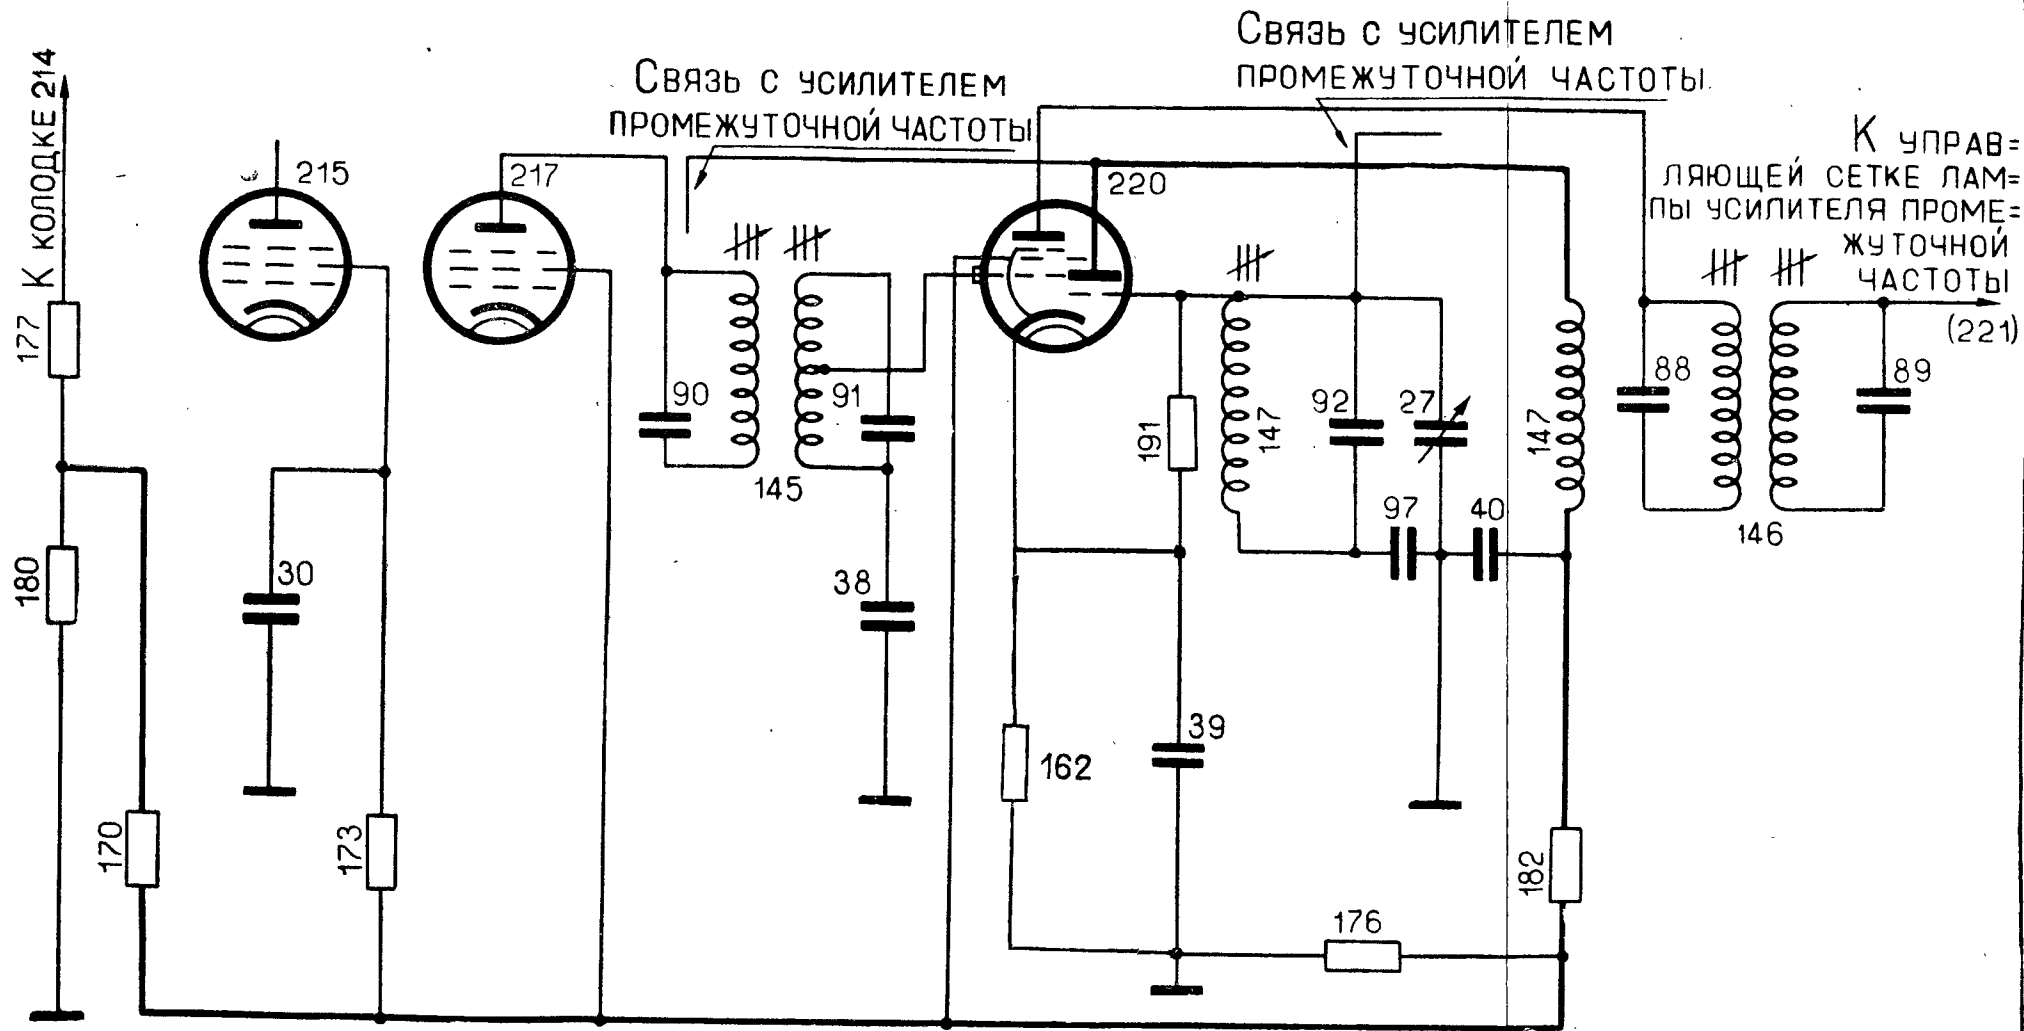 Связь с усилителем
промежуточной частоты.
Связь с усилителем
промежуточной частоты
К колодке 214
К управ=
ляющей сетке лам=
пы усилителя проме=
жуточной
частоты
(221)
215
217
220
177
90
91
145
191
147
92
27
147
88
89
146
180
30
38
97
40
39
162
170
173
182
176